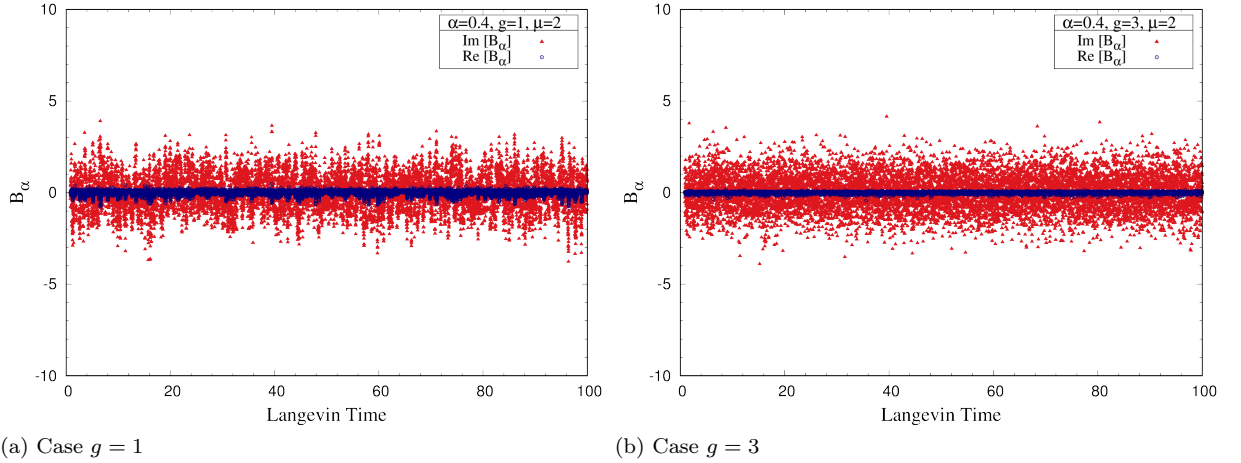 10
5
0
-5
-10
B_α
α=0.4, g=1, μ=2
Im [B_α]
Re [B_α]
0 20 40 60 80 100
Langevin Time
(a) Case g = 1
10
5
0
-5
-10
B_α
α=0.4, g=3, μ=2
Im [B_α]
Re [B_α]
0 20 40 60 80 100
Langevin Time
(b) Case g = 3